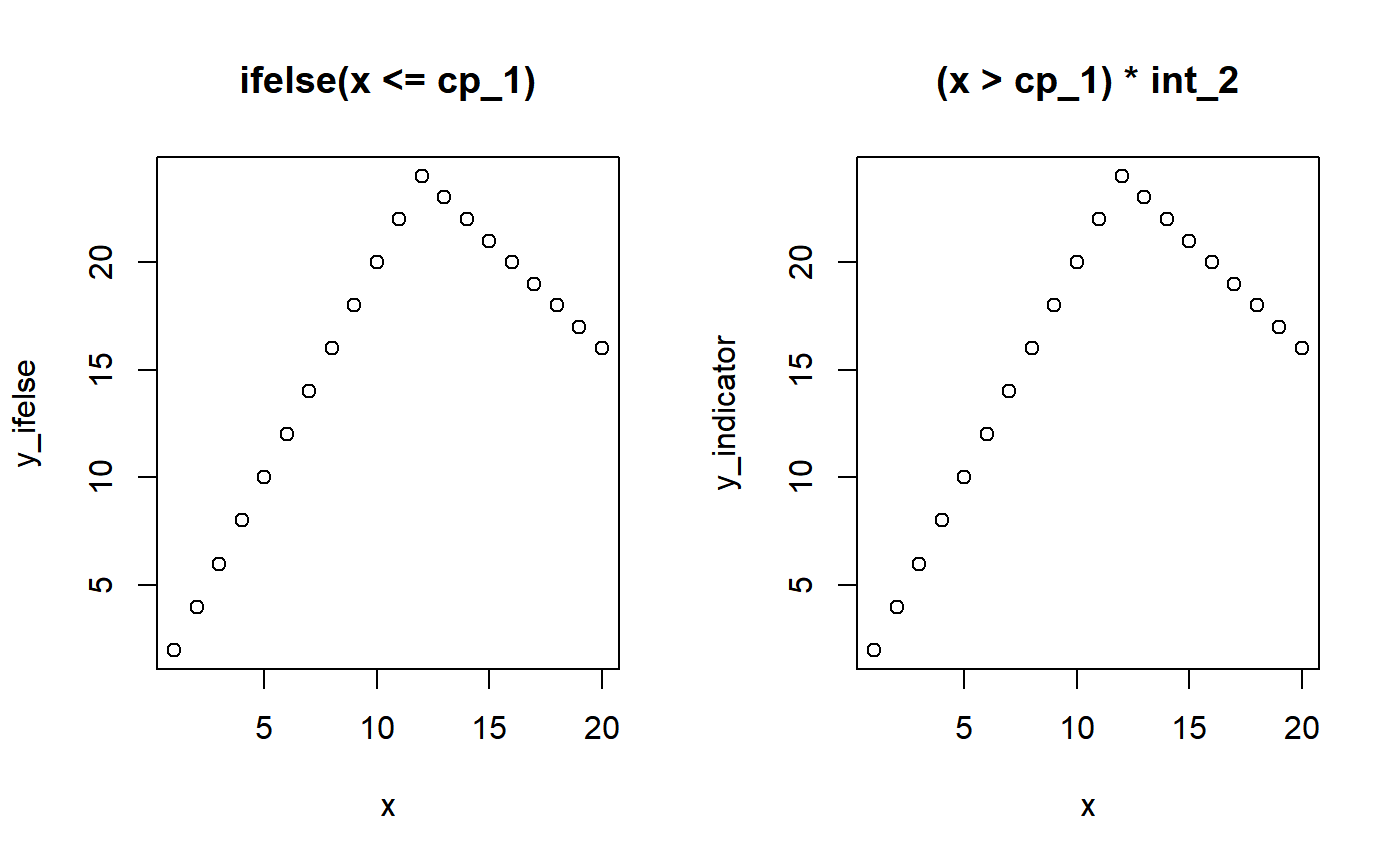 ifelse(x <= cp_1)
y_ifelse
20
15
10
5
5 10 15 20
x
(x > cp_1) * int_2
y_indicator
20
15
10
5
5 10 15 20
x